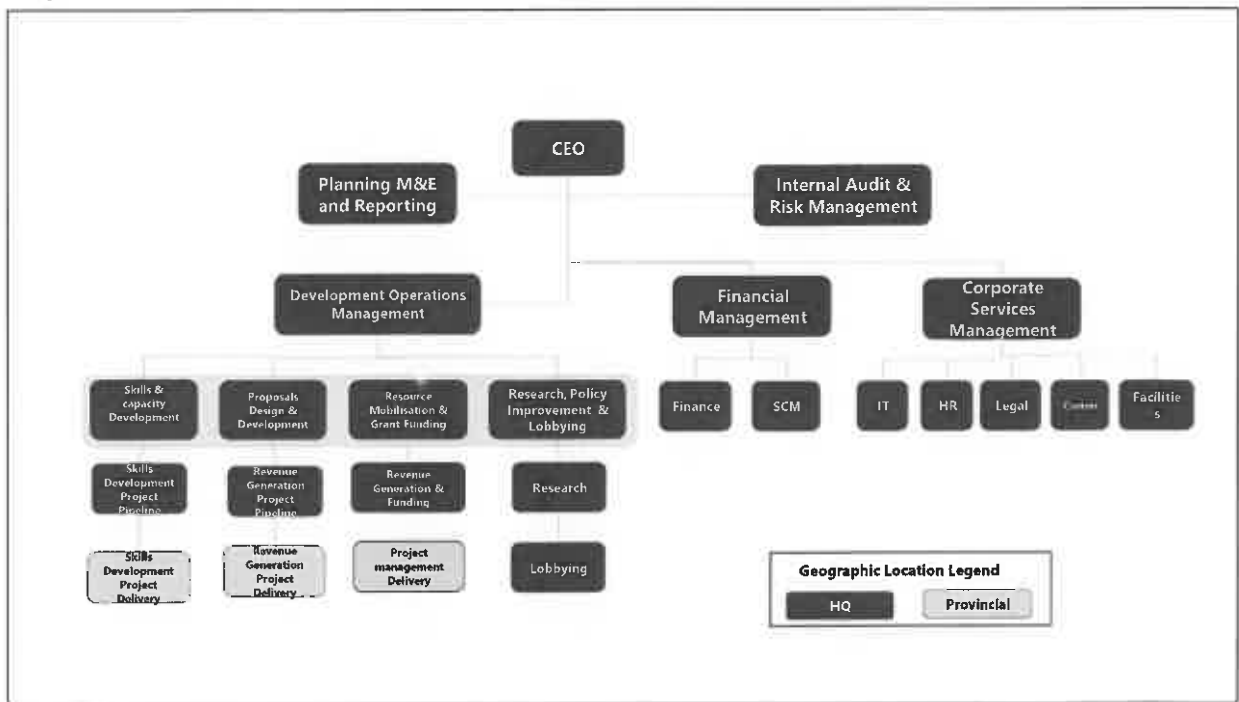 CEO
Planning M&E
and Reporting
Internal Audit &
Risk Management
Development Operations
Management
Financial
Management
Corporate
Services
Management
Skills &
capacity
Development
Proposals
Design &
Development
Resource
Mobilisation &
Grant Funding
Research, Policy
Improvement &
Lobbying
Finance
SCM
IT
HR
Legal
Facilitie
s
Skills
Development
Project
Pipeline
Revenue
Generation
Project
Pipeline
Revenue
Generation &
Funding
Research
Skills
Development
Project
Delivery
Revenue
Generation
Project
Delivery
Project
management
Delivery
Lobbying
Geographic Location Legend
HQ
Provincial